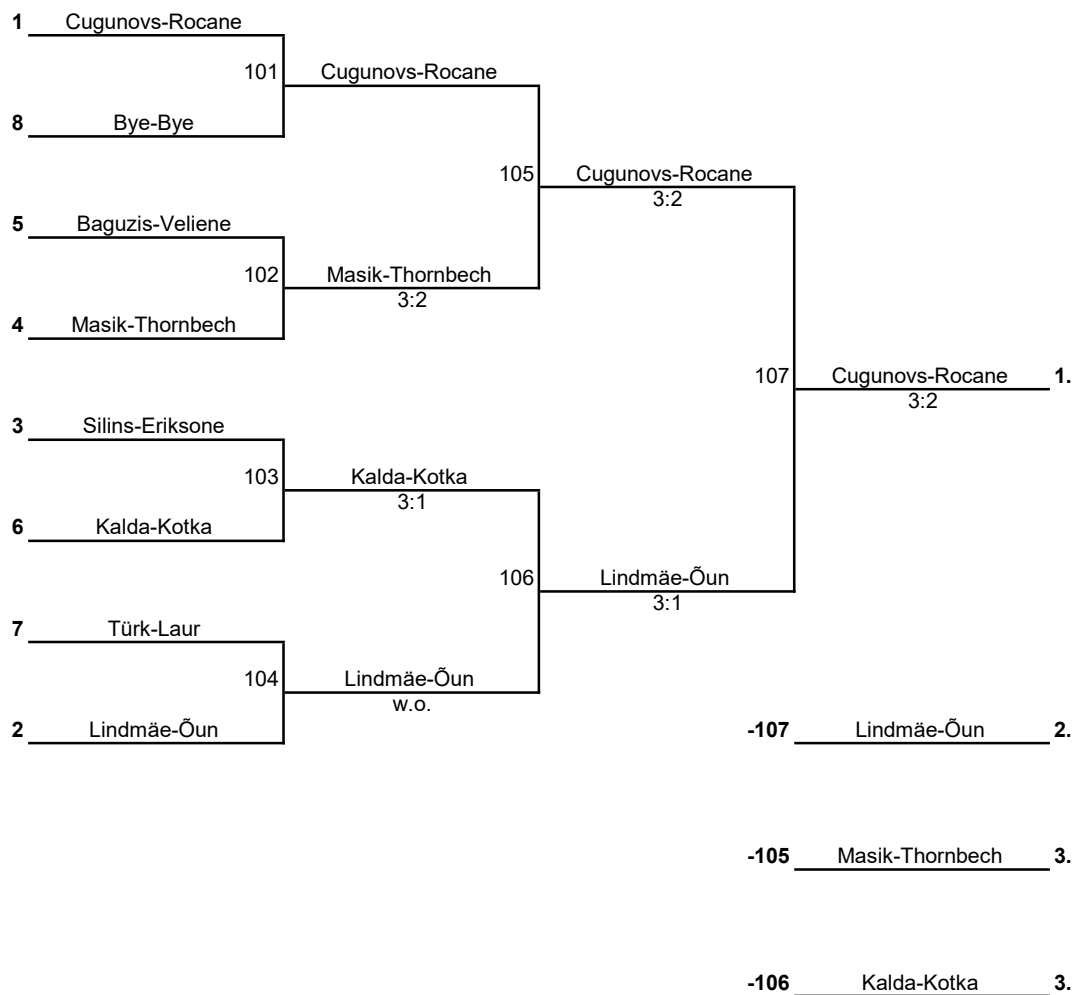 1 Cugunovs-Rocane
101 Cugunovs-Rocane
8 Bye-Bye
105 Cugunovs-Rocane
3:2
5 Baguzis-Veliene
102 Masik-Thornbech
3:2
4 Masik-Thornbech
107 Cugunovs-Rocane 1.
3:2
3 Silins-Eriksone
103 Kalda-Kotka
3:1
6 Kalda-Kotka
106 Lindmäe-Õun
3:1
7 Türk-Laur
104 Lindmäe-Õun
w.o.
2 Lindmäe-Õun
-107 Lindmäe-Õun 2.
-105 Masik-Thornbech 3.
-106 Kalda-Kotka 3.